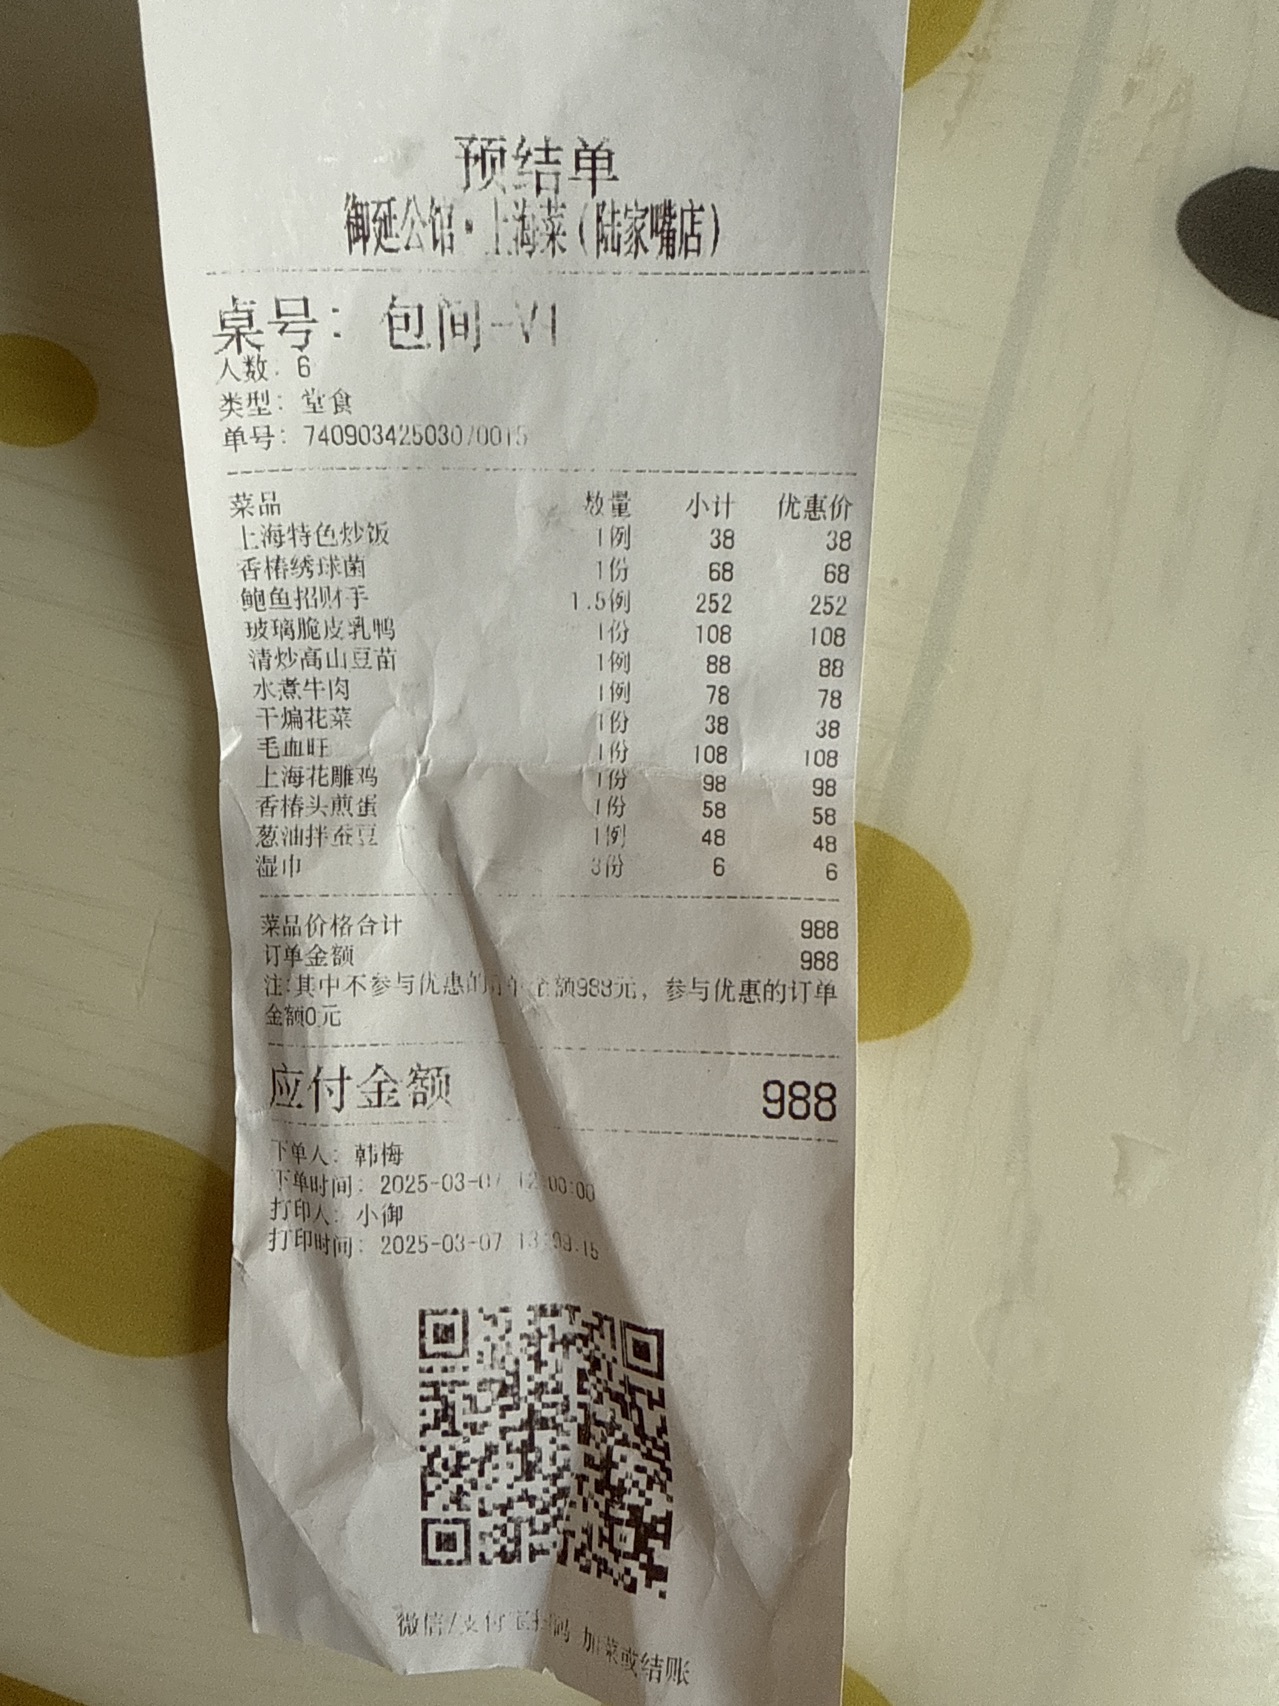 预结单
御延公馆·上海菜(陆家嘴店)
桌号: 包间-V1
人数: 6
类型: 堂食
单号: 74090342503070015
菜品 数量 小计 优惠价
上海特色炒饭 1例 38 38
香椿绣球菌 1份 68 68
鲍鱼招财手 1.5例 252 252
玻璃脆皮乳鸭 1份 108 108
清炒高山豆苗 1例 88 88
水煮牛肉 1例 78 78
干煸花菜 1份 38 38
毛血旺 1份 108 108
上海花雕鸡 1份 98 98
香椿头煎蛋 1份 58 58
葱油拌蚕豆 1例 48 48
湿巾 3份 6 6
菜品价格合计 988
订单金额 988
注:其中不参与优惠的订单金额988元, 参与优惠的订单
金额0元
应付金额 988
下单人: 韩梅
下单时间: 2025-03-07 12:00:00
打印人: 小御
打印时间: 2025-03-07
微信/支付宝扫码 加菜或结账